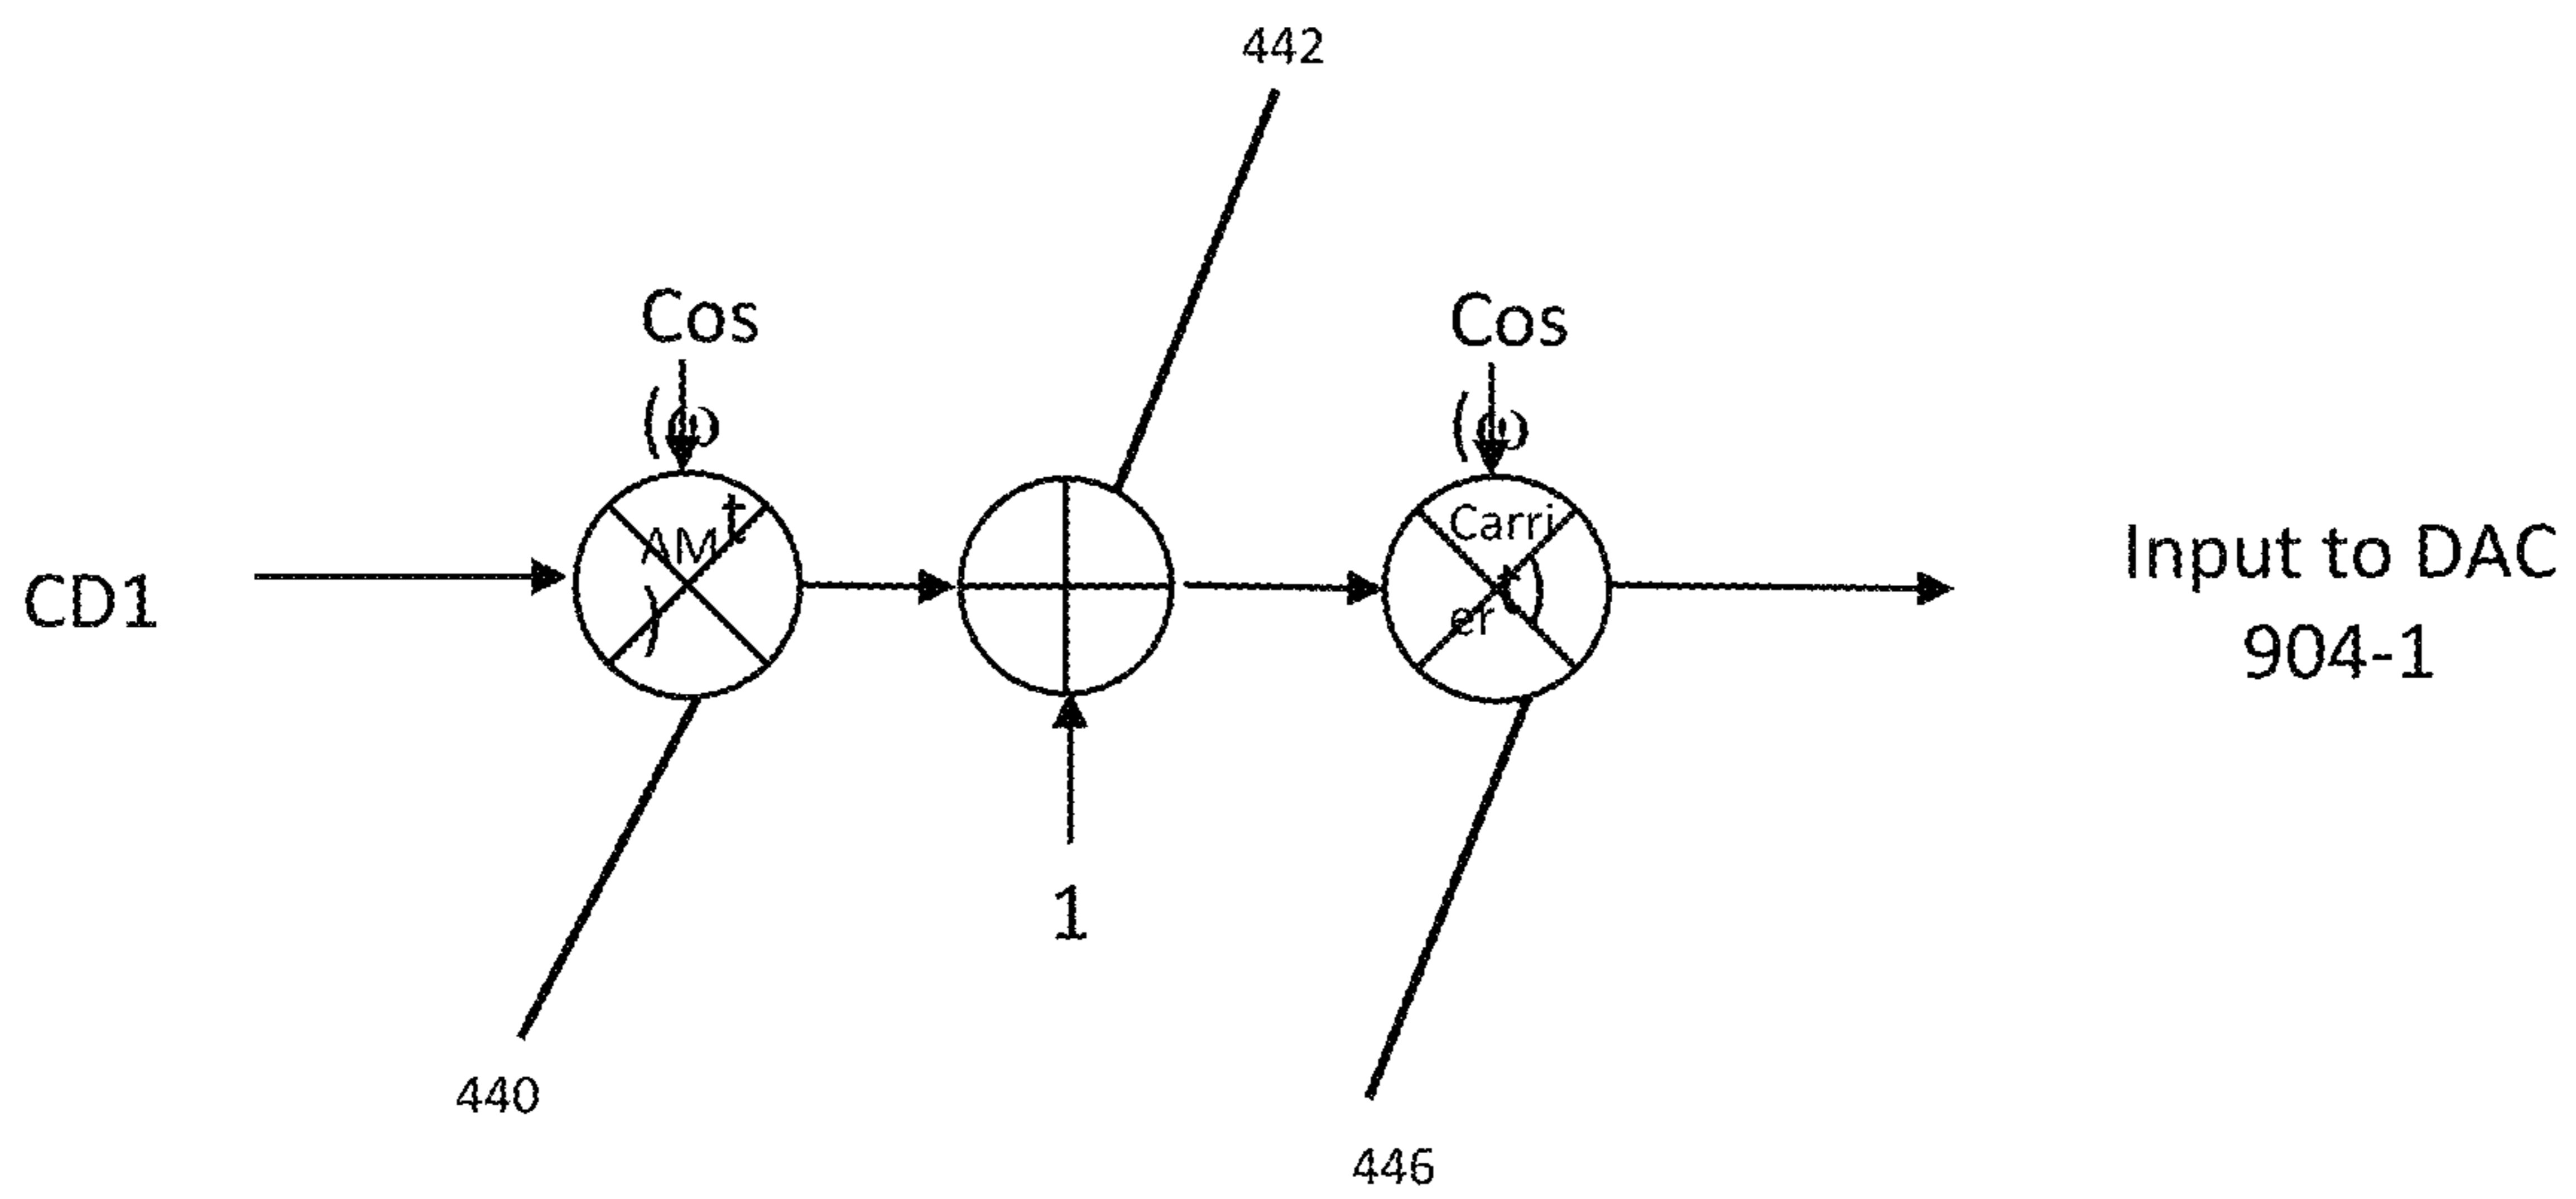 442
Cos
(ω
AM t
)
Cos
(ω
Carri
er t)
CD1
Input to DAC
904-1
1
440
446